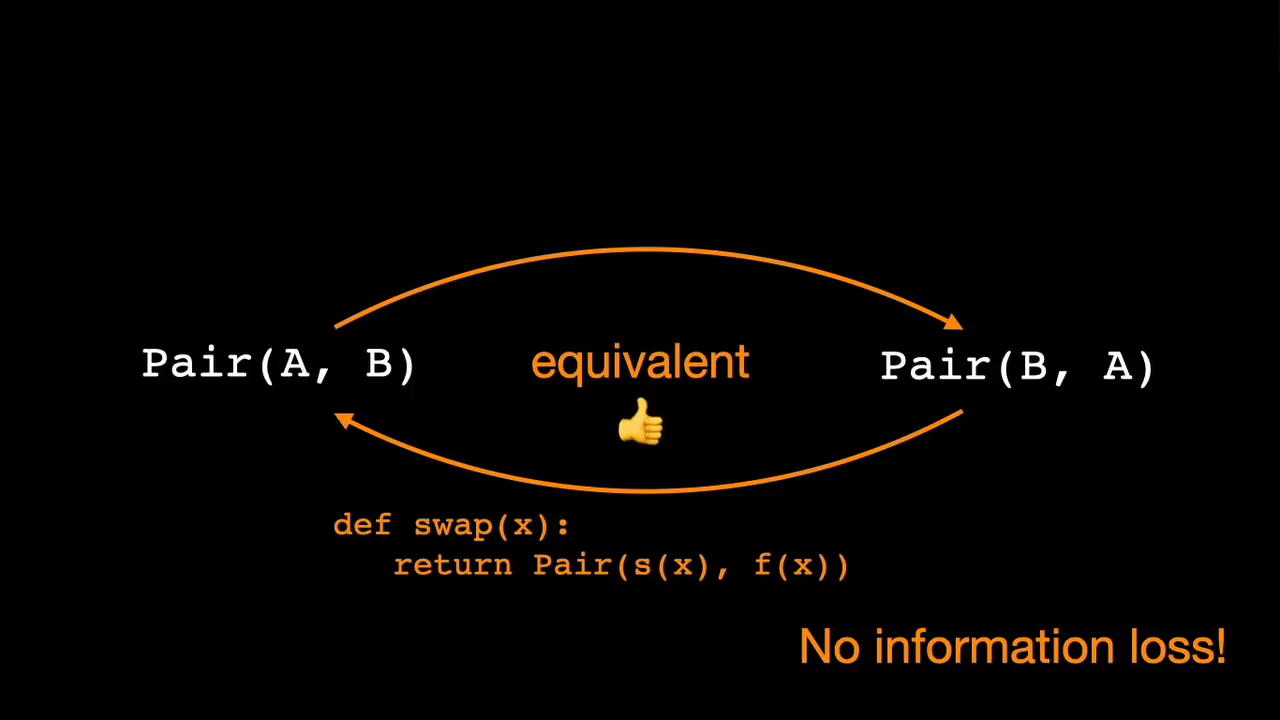 Pair(A, B)
equivalent
Pair(B, A)
def swap(x):
return Pair(s(x), f(x))
No information loss!